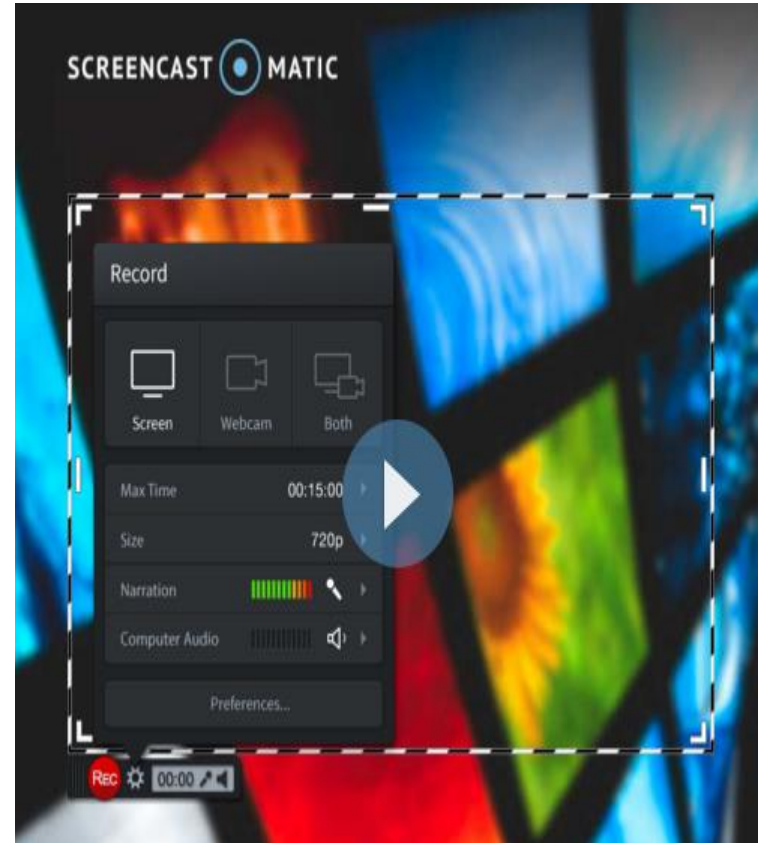 SCREENCAST MATIC
Record
Screen Webcam Both
Max Time 00:15:00
Size 720p
Narration
Computer Audio
Preferences...
REC 00:00